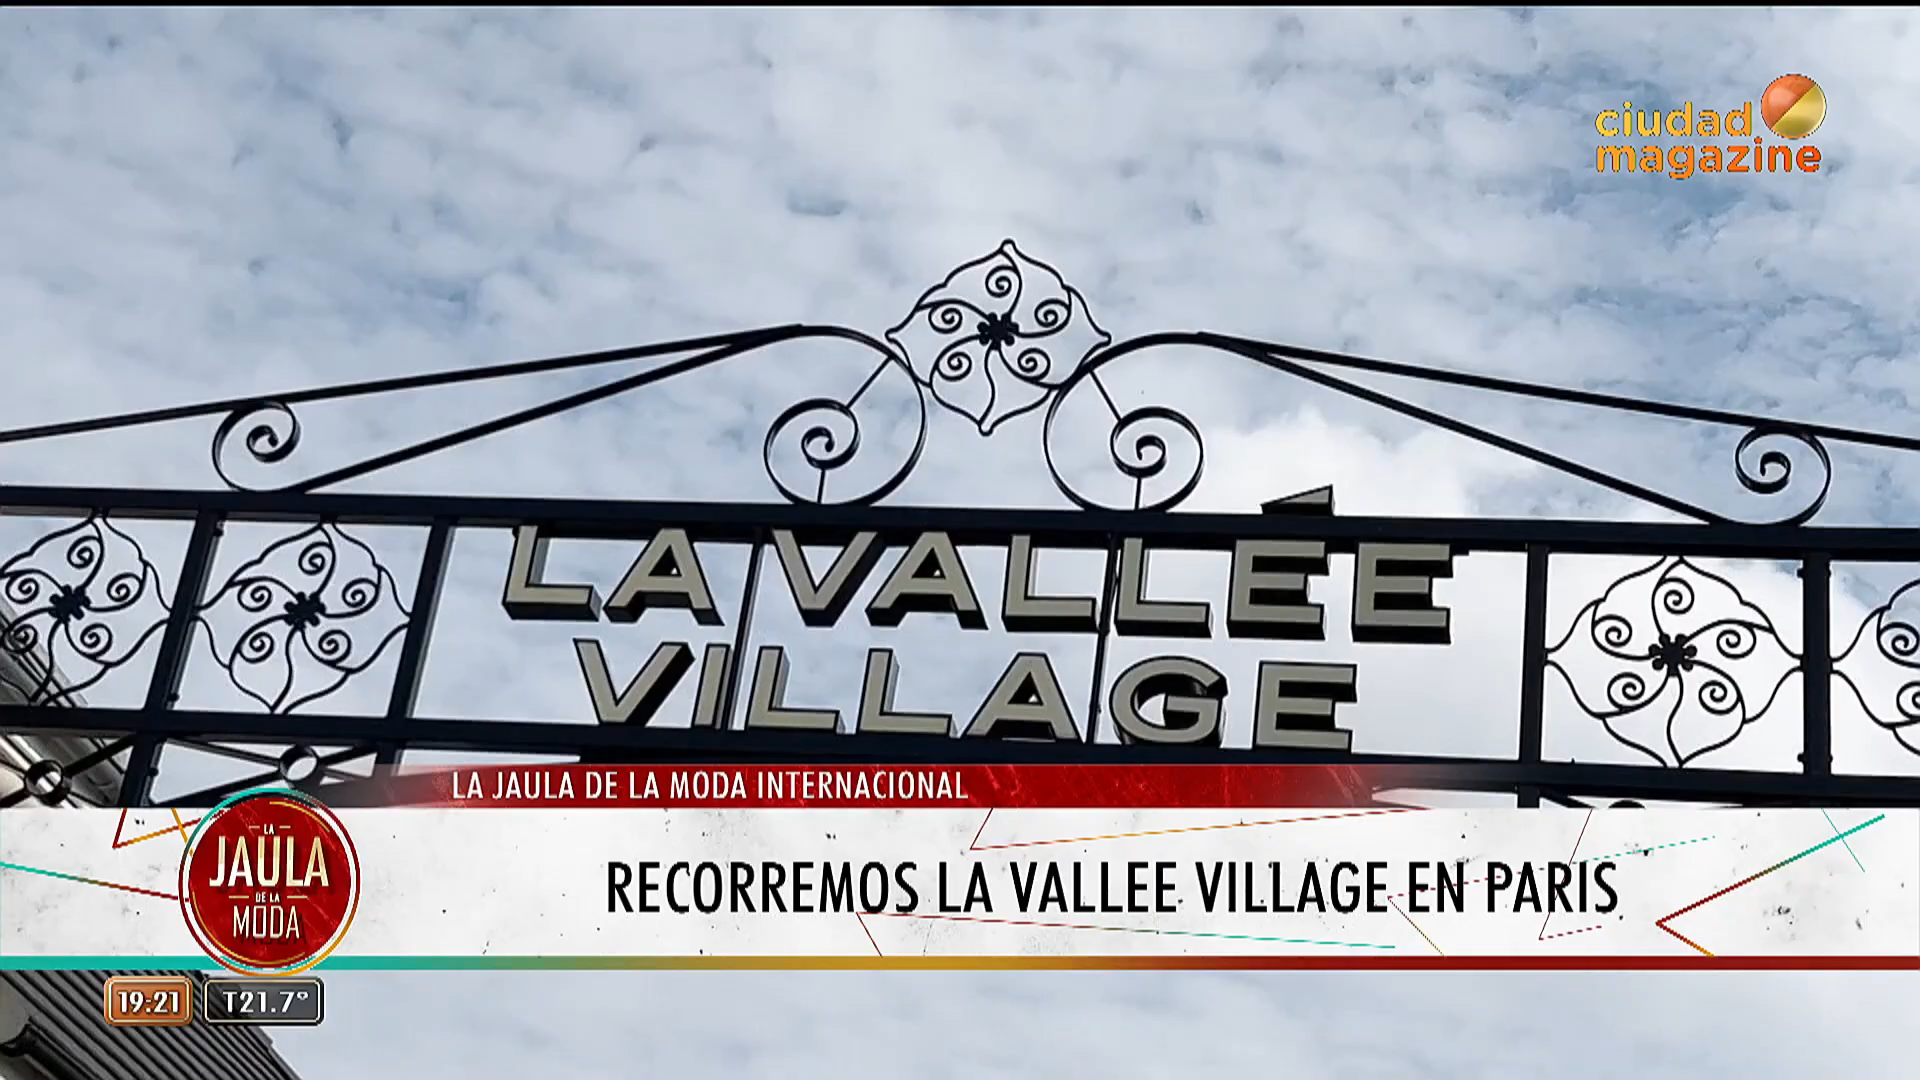 ciudad
magazine
LA VALLÉE
VILLAGE
LA JAULA DE LA MODA INTERNACIONAL
LA
JAULA
DE LA
MODA
RECORREMOS LA VALLEE VILLAGE EN PARIS
19:21 T21.7°